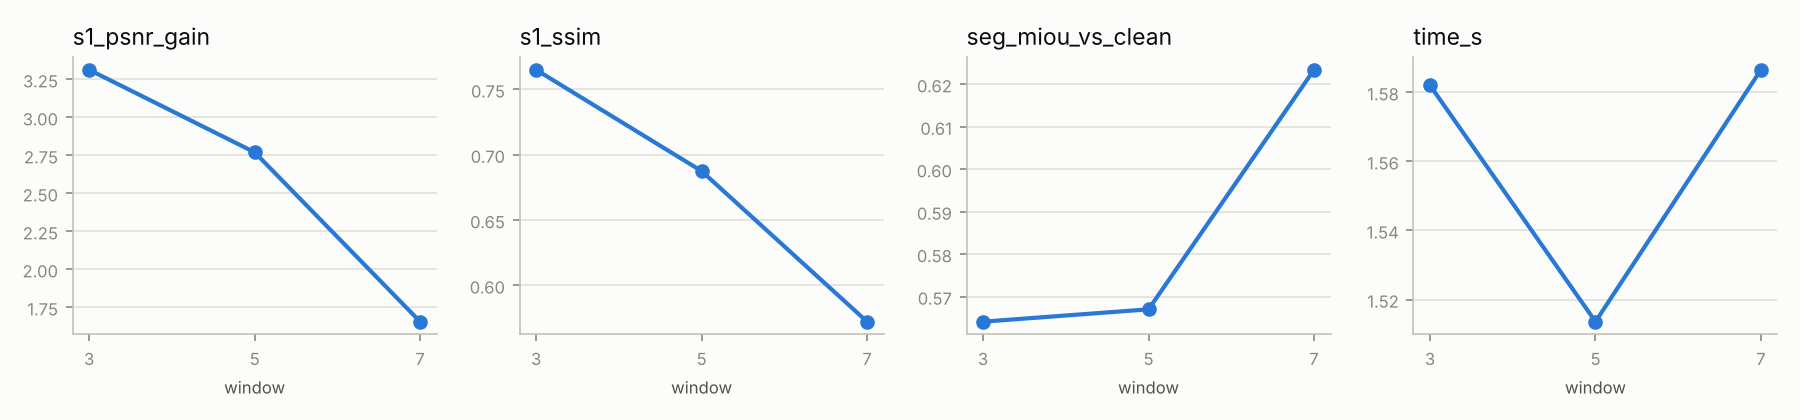 s1_psnr_gain
3.25
3.00
2.75
2.50
2.25
2.00
1.75
3 5 7
window
s1_ssim
0.75
0.70
0.65
0.60
3 5 7
window
seg_miou_vs_clean
0.62
0.61
0.60
0.59
0.58
0.57
3 5 7
window
time_s
1.58
1.56
1.54
1.52
3 5 7
window